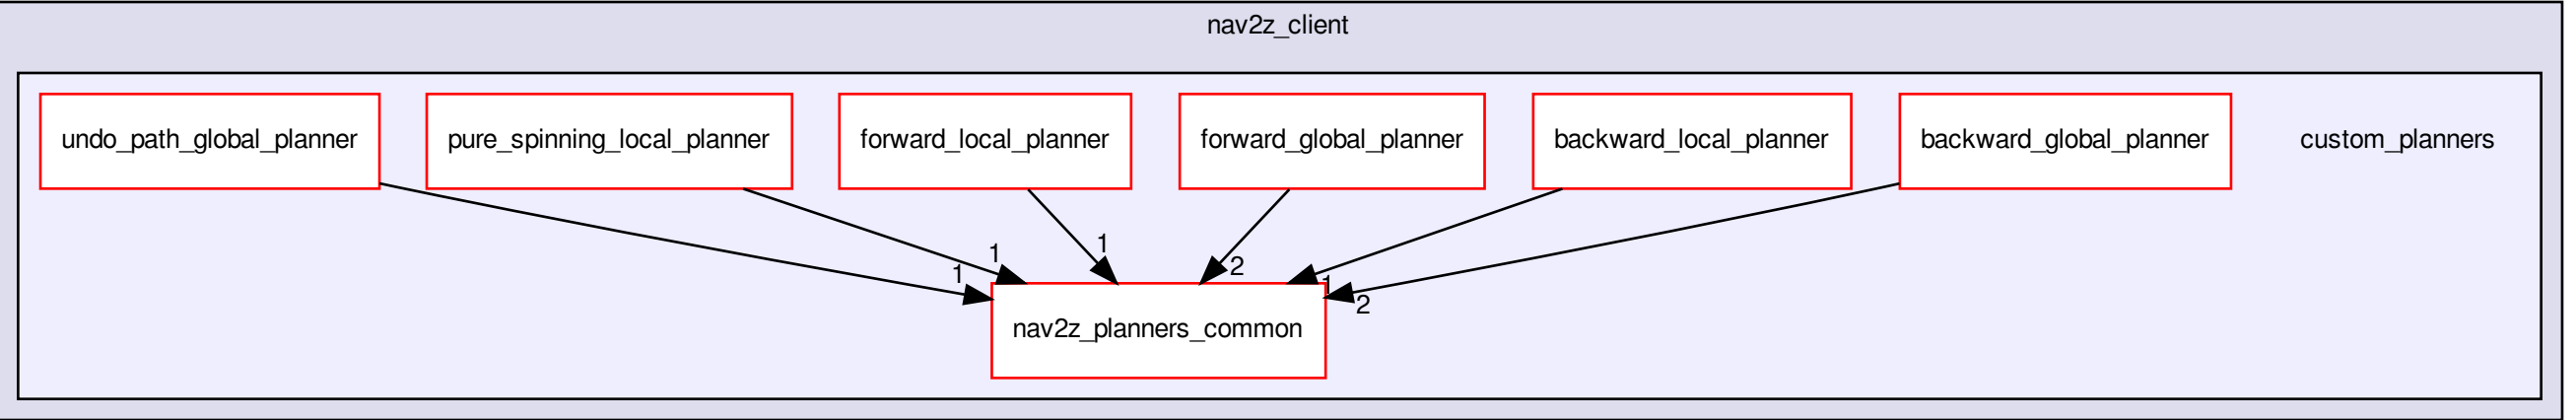 nav2z_client
undo_path_global_planner
pure_spinning_local_planner
forward_local_planner
forward_global_planner
backward_local_planner
backward_global_planner
custom_planners
1
1
1
2
1
2
nav2z_planners_common